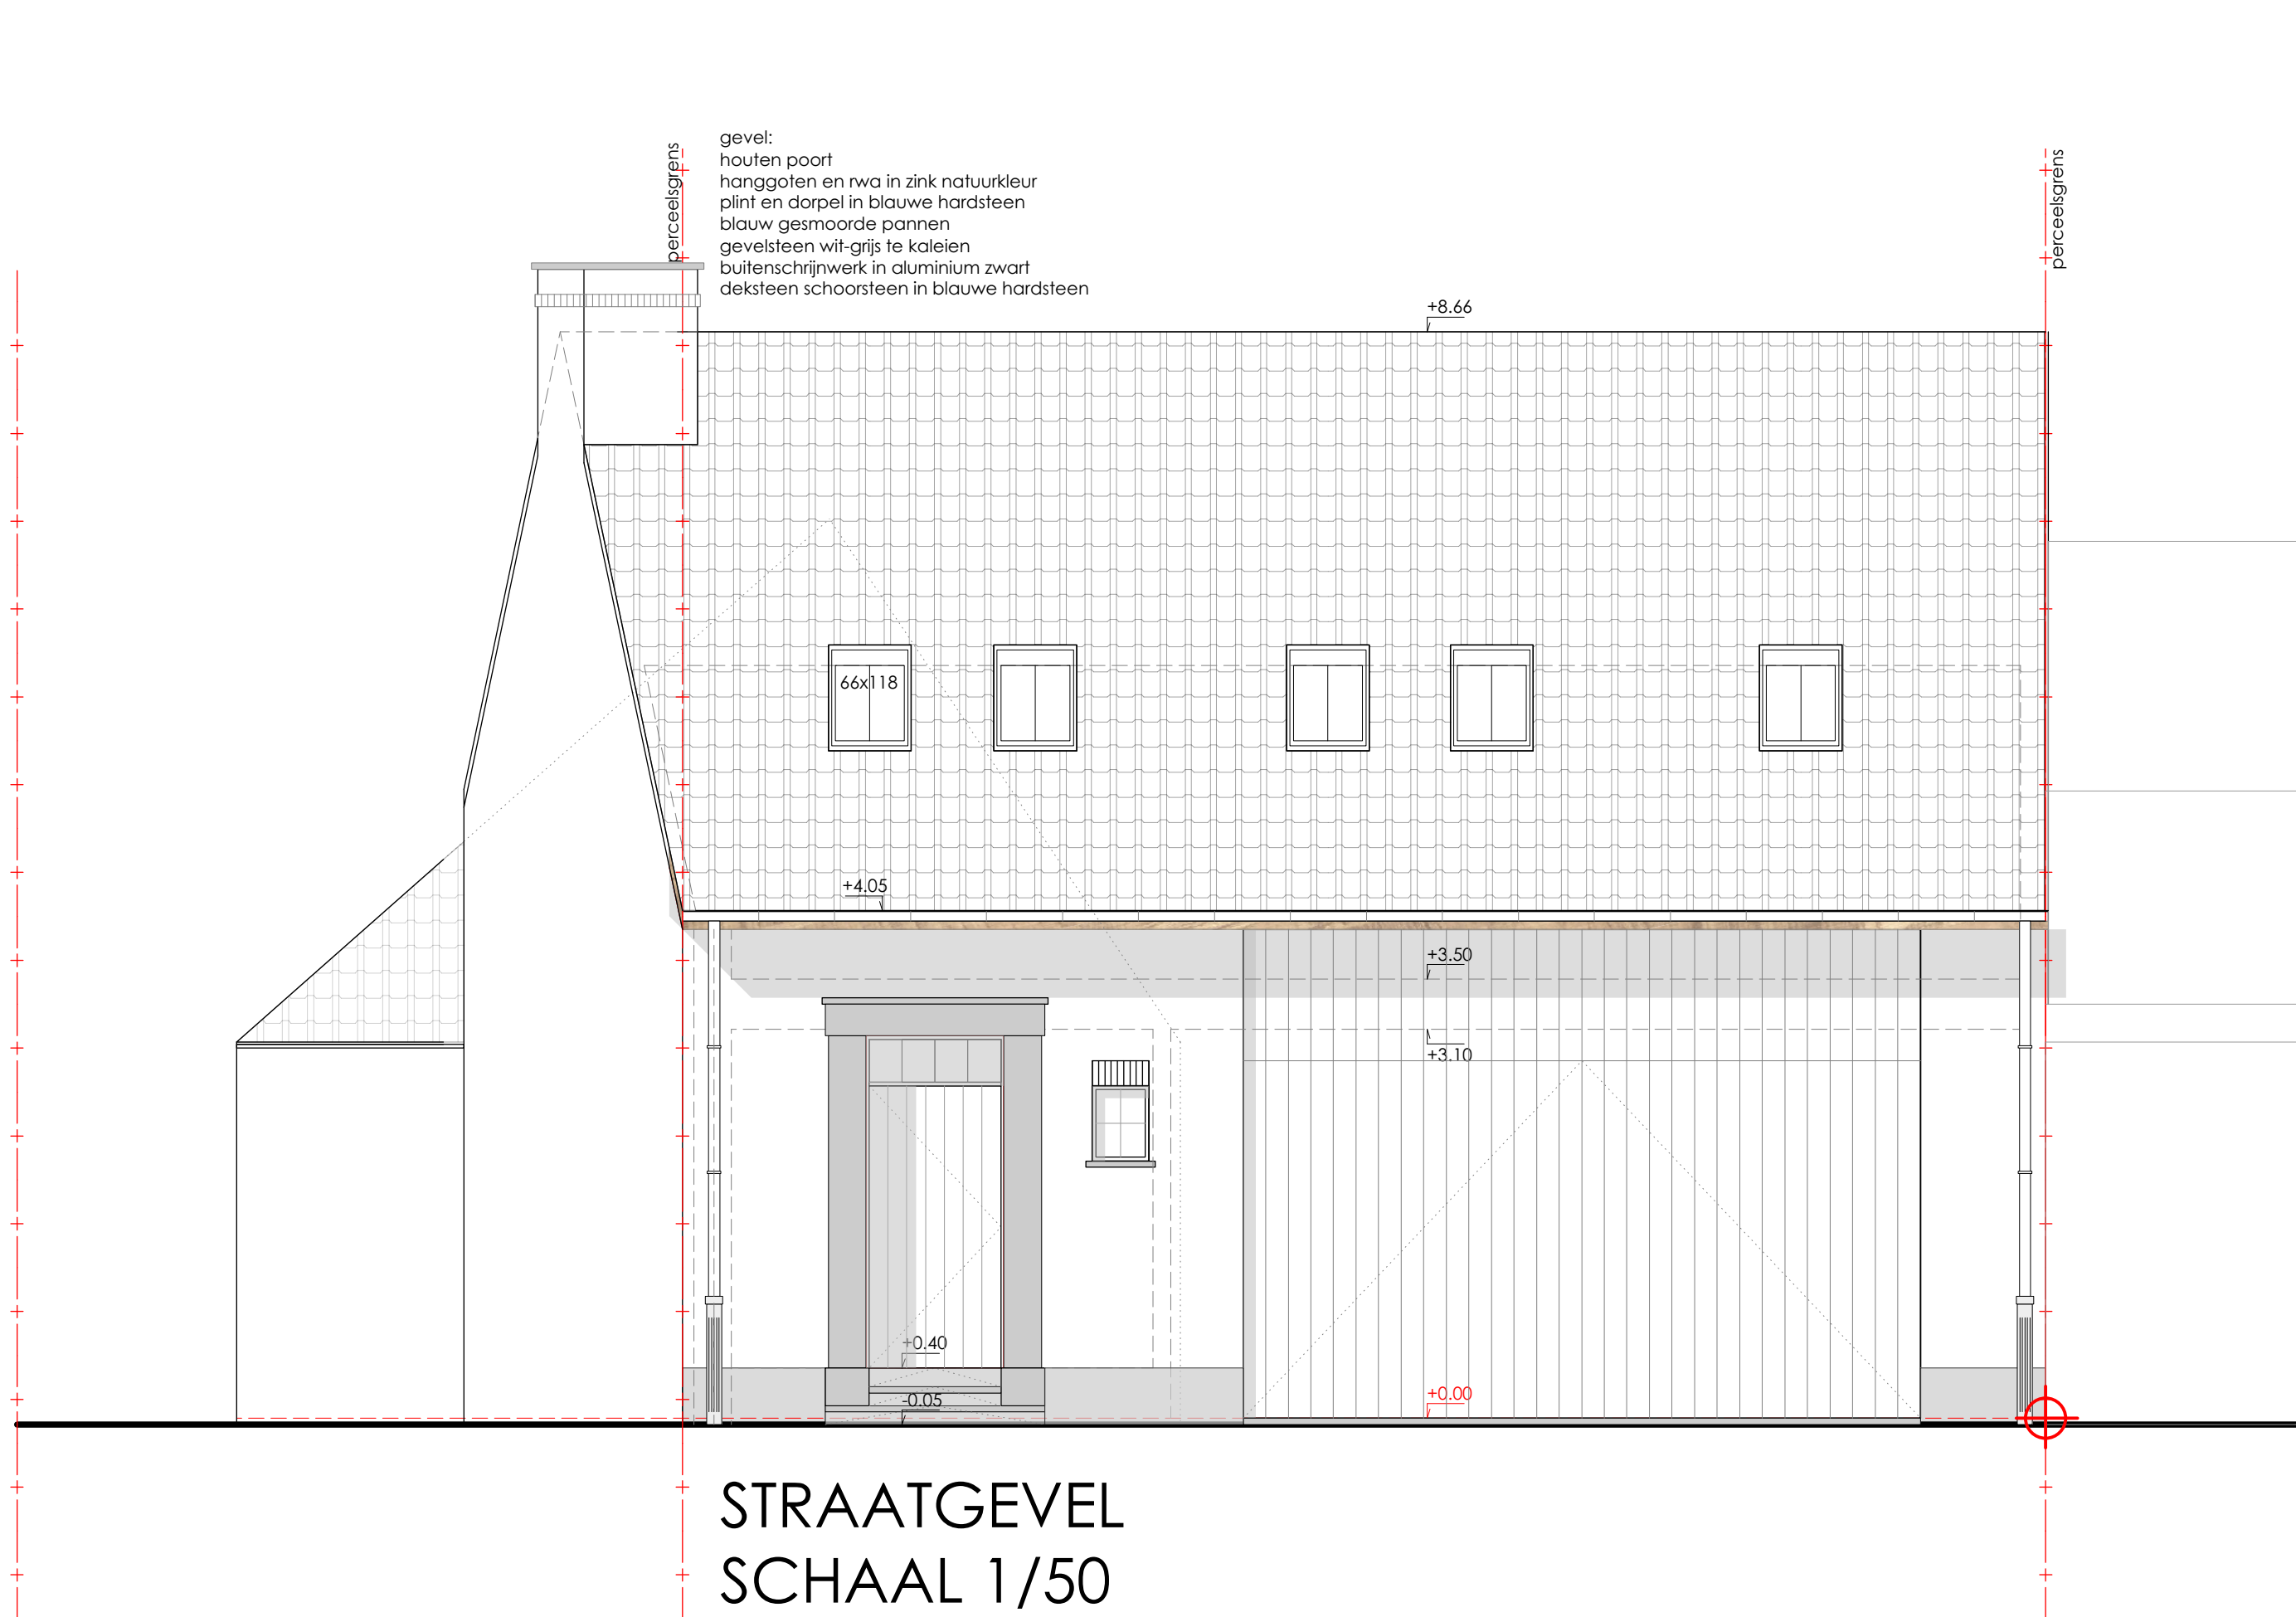 perceelsgrens
gevel:
houten poort
hanggoten en rwa in zink natuurkleur
plint en dorpel in blauwe hardsteen
blauw gesmoorde pannen
gevelsteen wit-grijs te kaleien
buitenschrijnwerk in aluminium zwart
deksteen schoorsteen in blauwe hardsteen
perceelsgrens
+8.66
66x118
+4.05
+3.50
+3.10
+0.40
-0.05
+0.00
STRAATGEVEL
SCHAAL 1/50